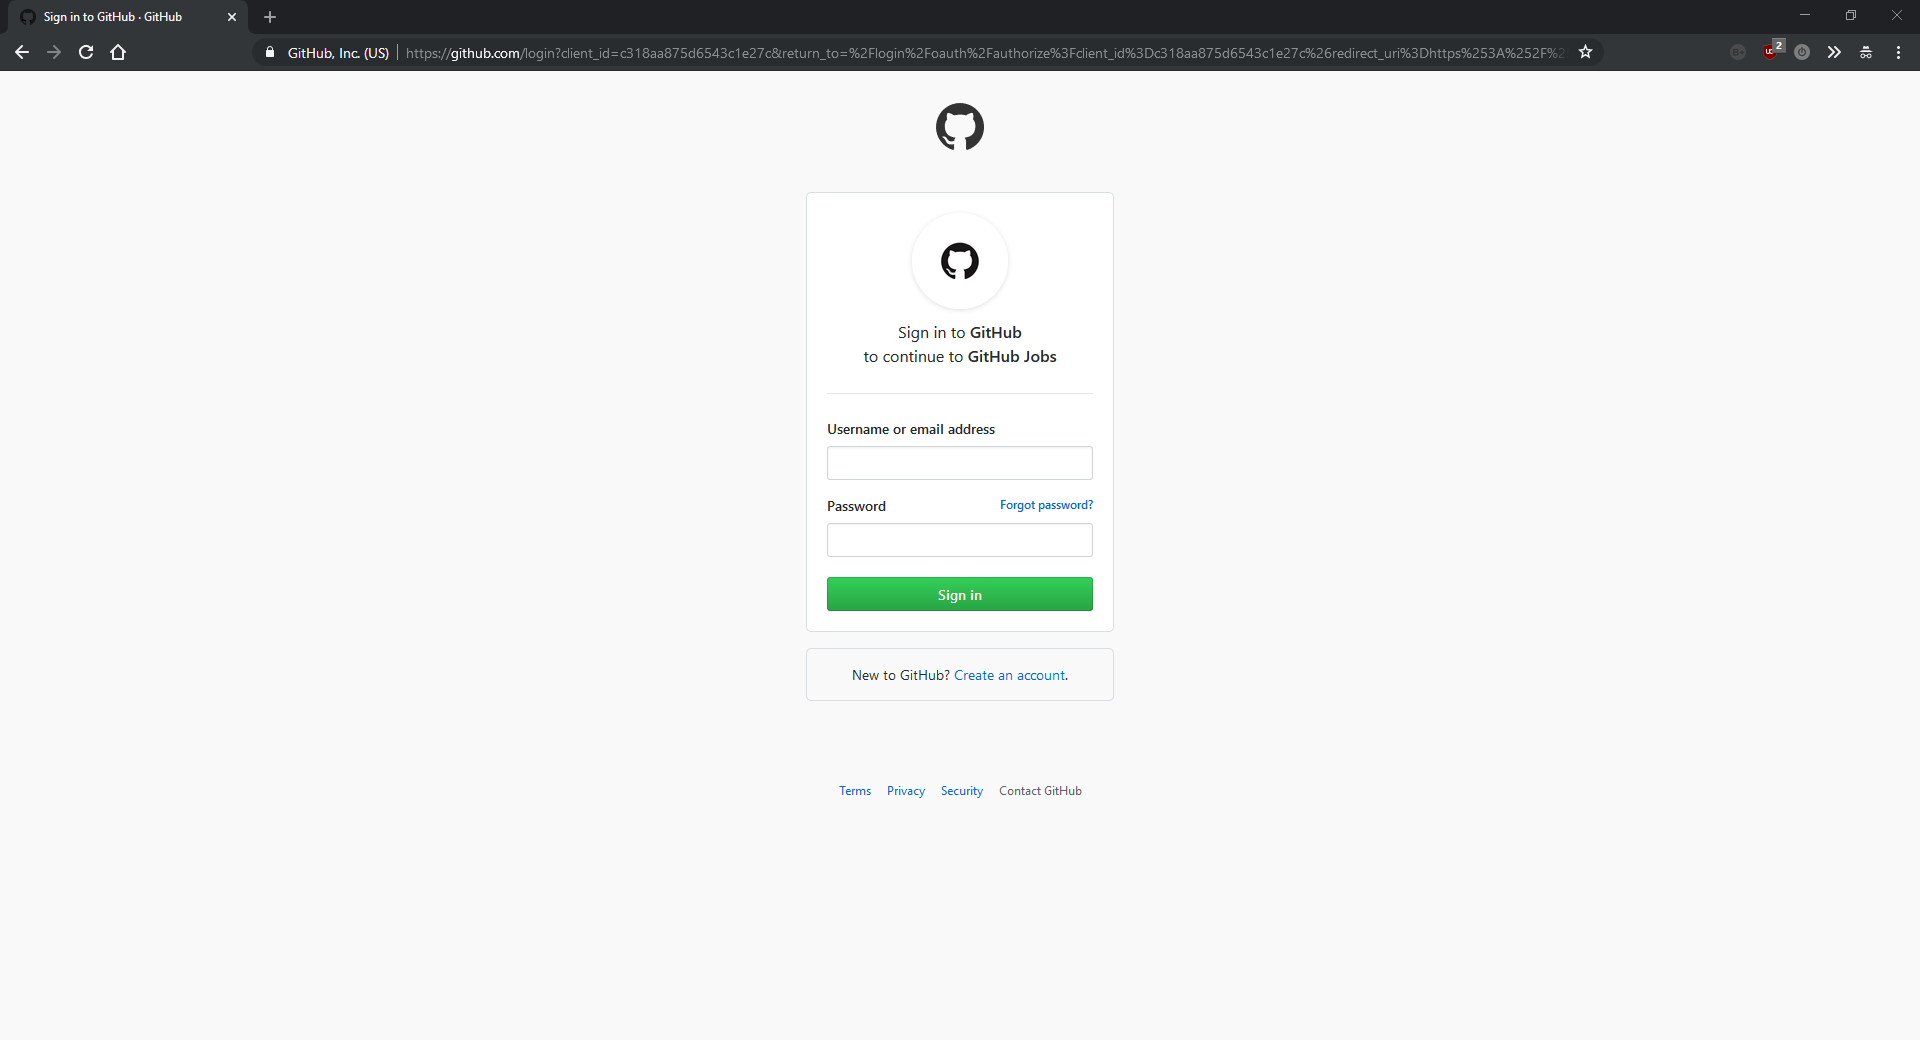 Sign in to GitHub · GitHub
GitHub, Inc. (US) | https://github.com/login?client_id=c318aa875d6543c1e27c&return_to=%2Flogin%2Foauth%2Fauthorize%3Fclient_id%3Dc318aa875d6543c1e27c%26redirect_uri%3Dhttps%253A%252F%2
2
Sign in to GitHub
to continue to GitHub Jobs
Username or email address
Password Forgot password?
Sign in
New to GitHub? Create an account.
Terms Privacy Security Contact GitHub